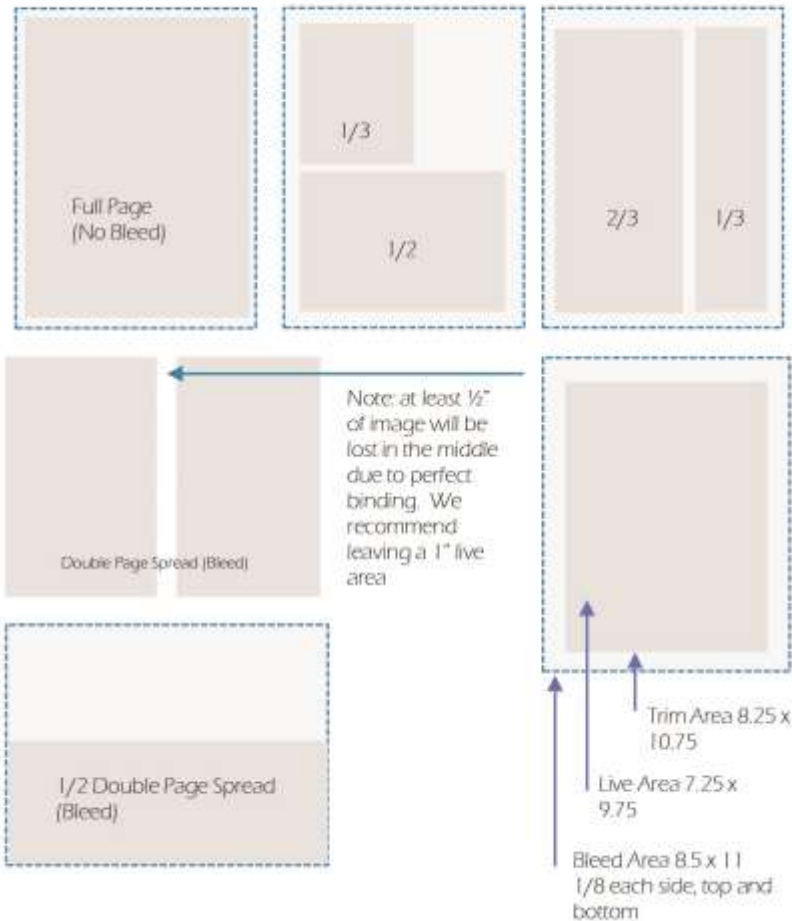 Full Page
(No Bleed)
1/3
1/2
2/3
1/3
Note: at least ½"
of image will be
lost in the middle
due to perfect
binding. We
recommend
leaving a 1" live
area
Double Page Spread (Bleed)
1/2 Double Page Spread
(Bleed)
Trim Area 8.25 x
10.75
Live Area 7.25 x
9.75
Bleed Area 8.5 x 11
1/8 each side, top and
bottom